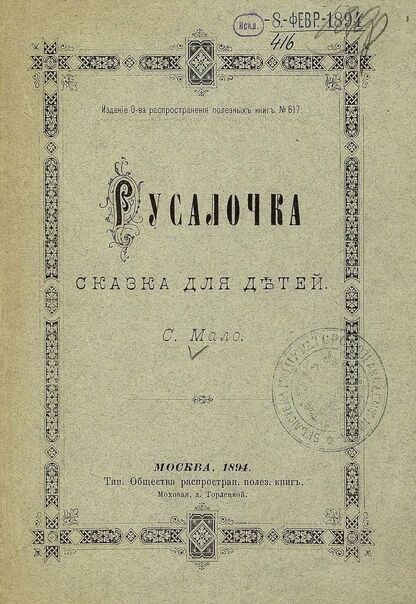 Искл.
-8.-ФЕВР.1894
416
Изданіе О-ва распространенія полезныхъ книгъ. № 617.
РУСАЛОЧКА
СКАЗКА ДЛЯ ДѢТЕЙ.
С. Мало.
МОСКВА. 1894.
Тип. Общества распростран. полез. книгъ.
Моховая, д. Торлецкой.